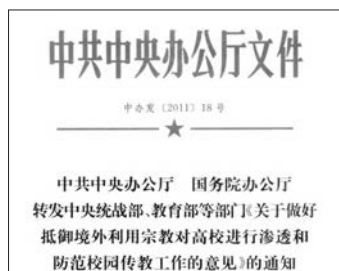 中共中央办公厅文件
中办发〔2011〕18号
中共中央办公厅 国务院办公厅
转发中央统战部、教育部等部门《关于做好
抵御境外利用宗教对高校进行渗透和
防范校园传教工作的意见》的通知